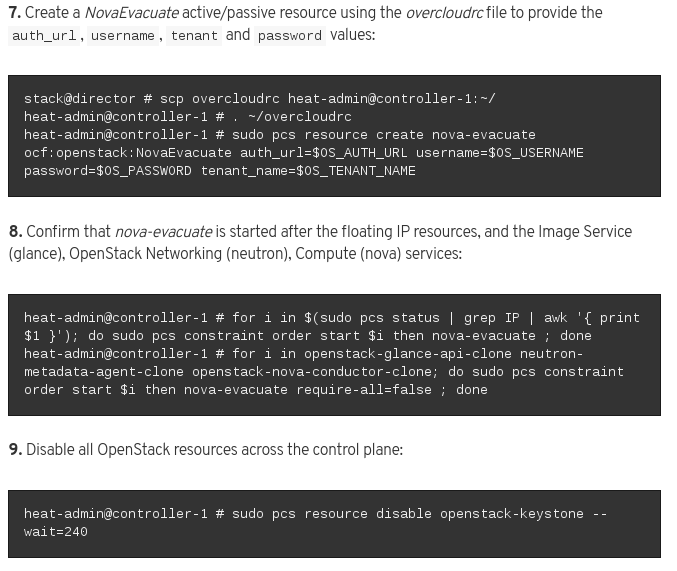 7. Create a NovaEvacuate active/passive resource using the overcloudrc file to provide the
auth_url , username , tenant and password values:
stack@director # scp overcloudrc heat-admin@controller-1:~/
heat-admin@controller-1 # . ~/overcloudrc
heat-admin@controller-1 # sudo pcs resource create nova-evacuate
ocf:openstack:NovaEvacuate auth_url=$OS_AUTH_URL username=$OS_USERNAME
password=$OS_PASSWORD tenant_name=$OS_TENANT_NAME
8. Confirm that nova-evacuate is started after the floating IP resources, and the Image Service
(glance), OpenStack Networking (neutron), Compute (nova) services:
heat-admin@controller-1 # for i in $(sudo pcs status | grep IP | awk '{ print
$1 }'); do sudo pcs constraint order start $i then nova-evacuate ; done
heat-admin@controller-1 # for i in openstack-glance-api-clone neutron-
metadata-agent-clone openstack-nova-conductor-clone; do sudo pcs constraint
order start $i then nova-evacuate require-all=false ; done
9. Disable all OpenStack resources across the control plane:
heat-admin@controller-1 # sudo pcs resource disable openstack-keystone --
wait=240